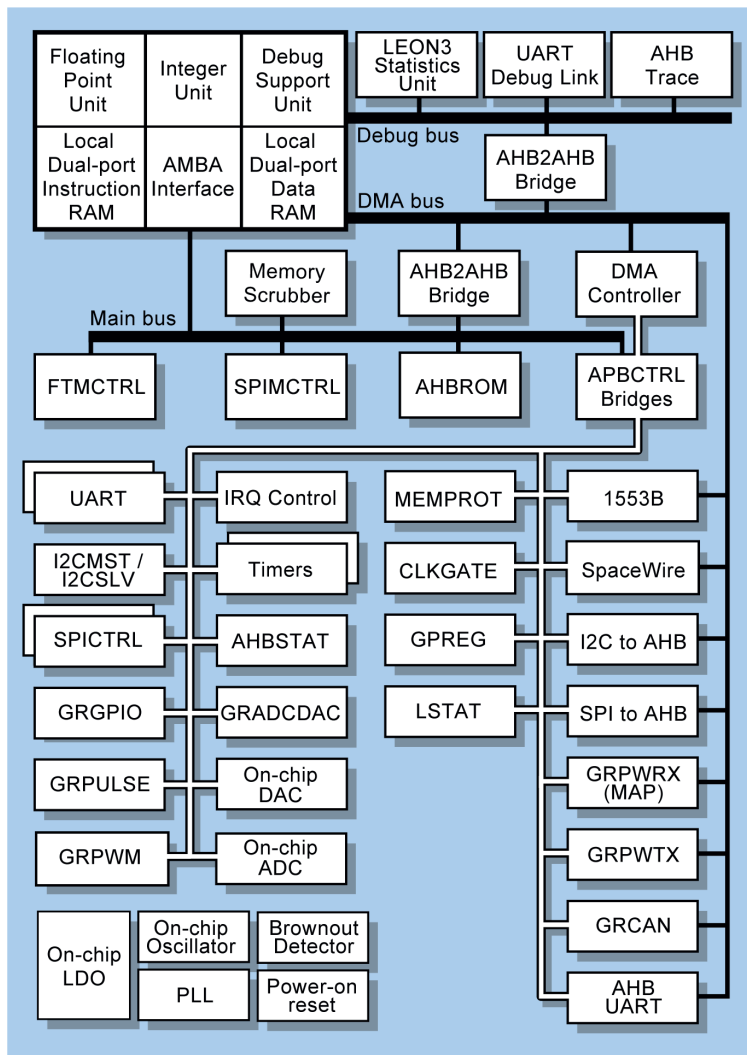 Floating
Point
Unit
Integer
Unit
Debug
Support
Unit
LEON3
Statistics
Unit
UART
Debug Link
AHB
Trace
Debug bus
Local
Dual-port
Instruction
RAM
AMBA
Interface
Local
Dual-port
Data
RAM
AHB2AHB
Bridge
DMA bus
Memory
Scrubber
AHB2AHB
Bridge
DMA
Controller
Main bus
FTMCTRL
SPIMCTRL
AHBROM
APBCTRL
Bridges
UART
IRQ Control
MEMPROT
1553B
I2CMST /
I2CSLV
Timers
CLKGATE
SpaceWire
SPICTRL
AHBSTAT
GPREG
I2C to AHB
GRGPIO
GRADCDAC
LSTAT
SPI to AHB
GRPULSE
On-chip
DAC
GRPWRX
(MAP)
GRPWM
On-chip
ADC
GRPWTX
On-chip
LDO
On-chip
Oscillator
Brownout
Detector
GRCAN
PLL
Power-on
reset
AHB
UART